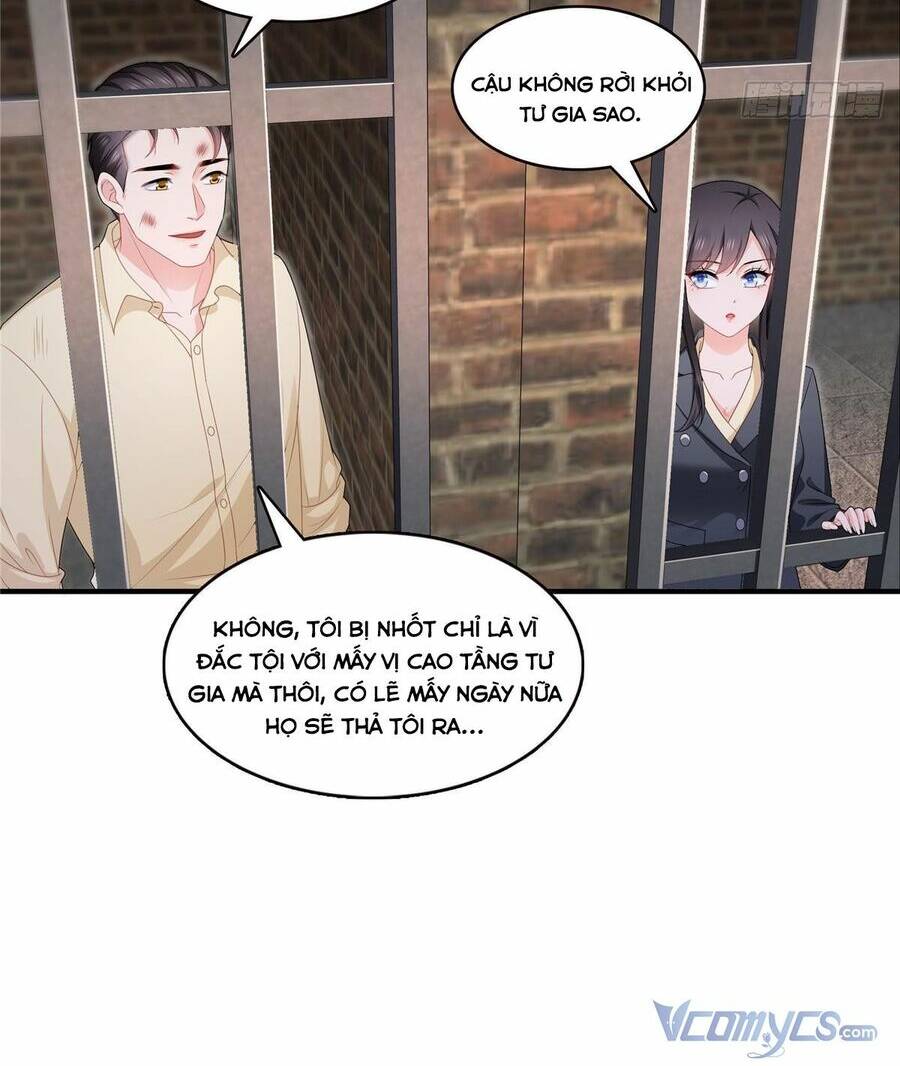 CẬU KHÔNG RỜI KHỎI
TƯ GIA SAO.
KHÔNG, TÔI BỊ NHỐT CHỈ LÀ VÌ
ĐẮC TỘI VỚI MẤY VỊ CAO TẦNG TƯ
GIA MÀ THÔI, CÓ LẼ MẤY NGÀY NỮA
HỌ SẼ THẢ TÔI RA...
VCOMYCS.com